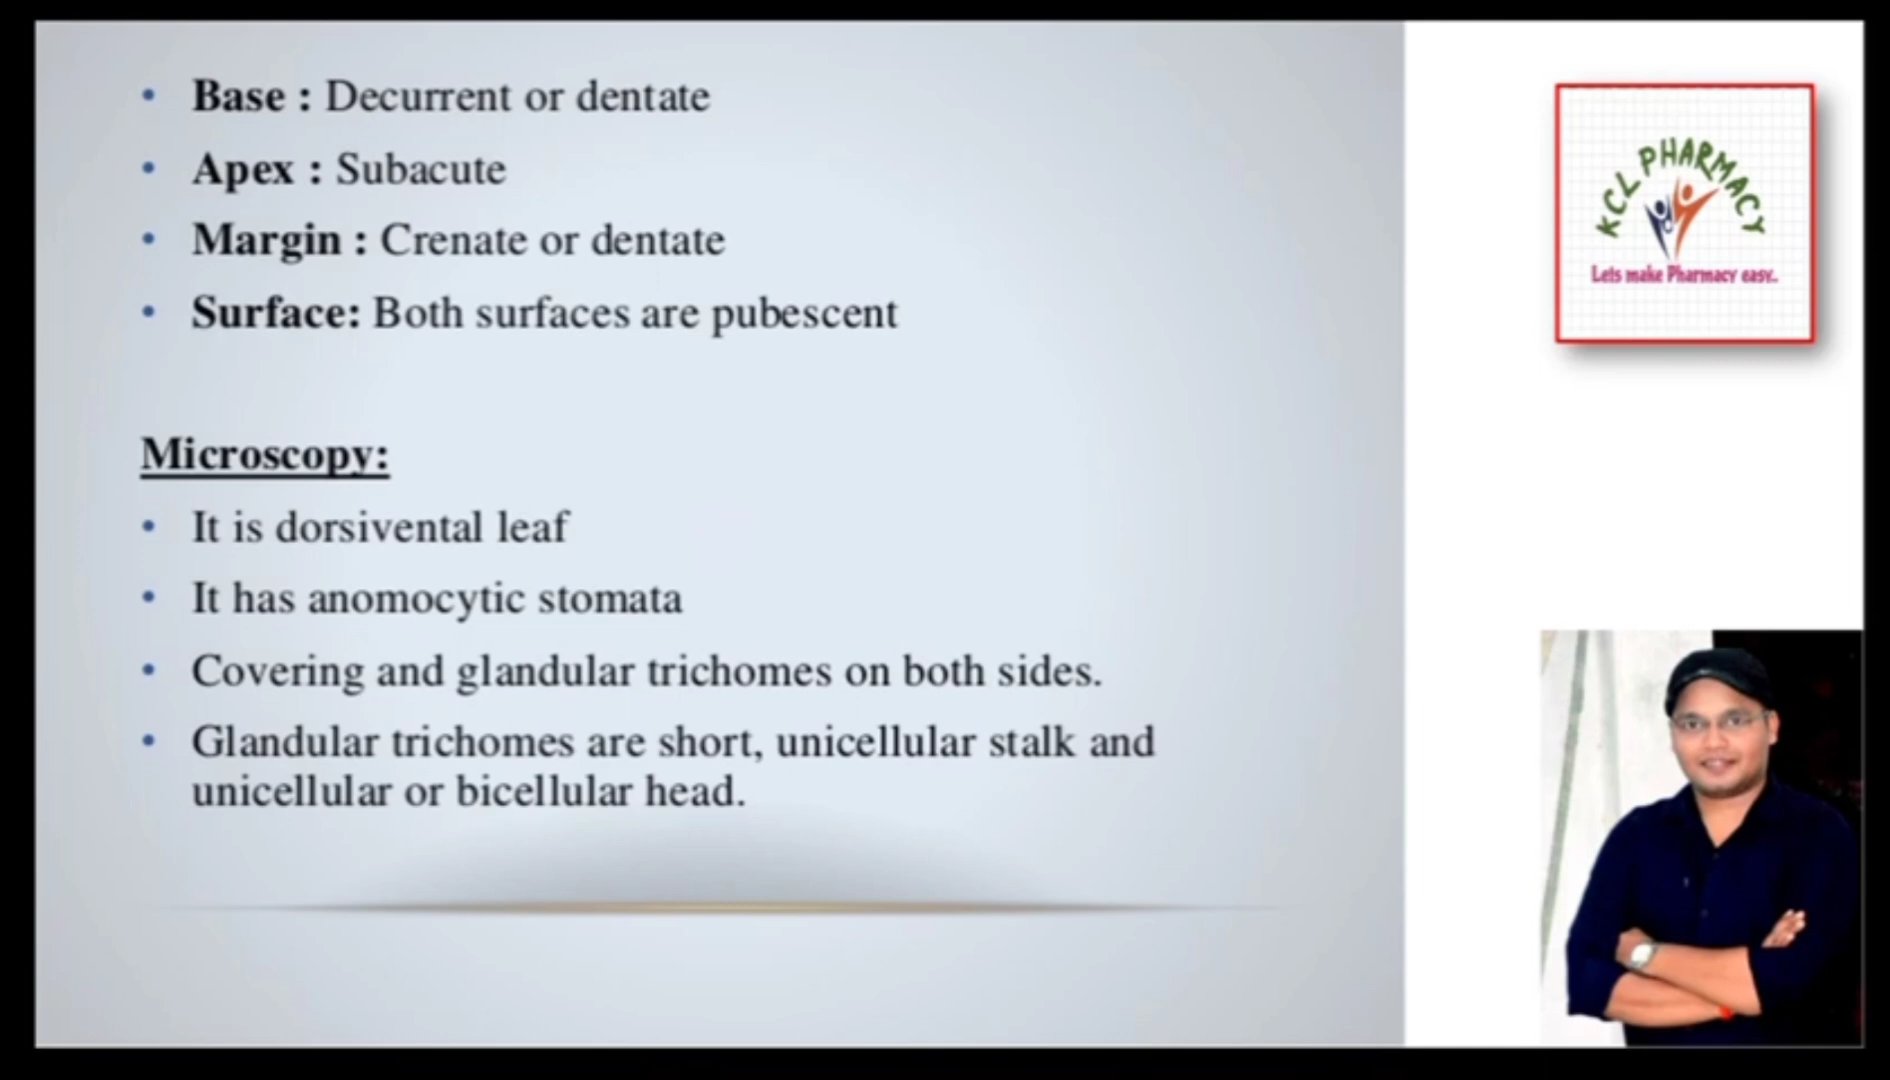 • Base : Decurrent or dentate
• Apex : Subacute
• Margin : Crenate or dentate
• Surface: Both surfaces are pubescent
Microscopy:
• It is dorsivental leaf
• It has anomocytic stomata
• Covering and glandular trichomes on both sides.
• Glandular trichomes are short, unicellular stalk and
unicellular or bicellular head.
KCL PHARMACY
Lets make Pharmacy easy..